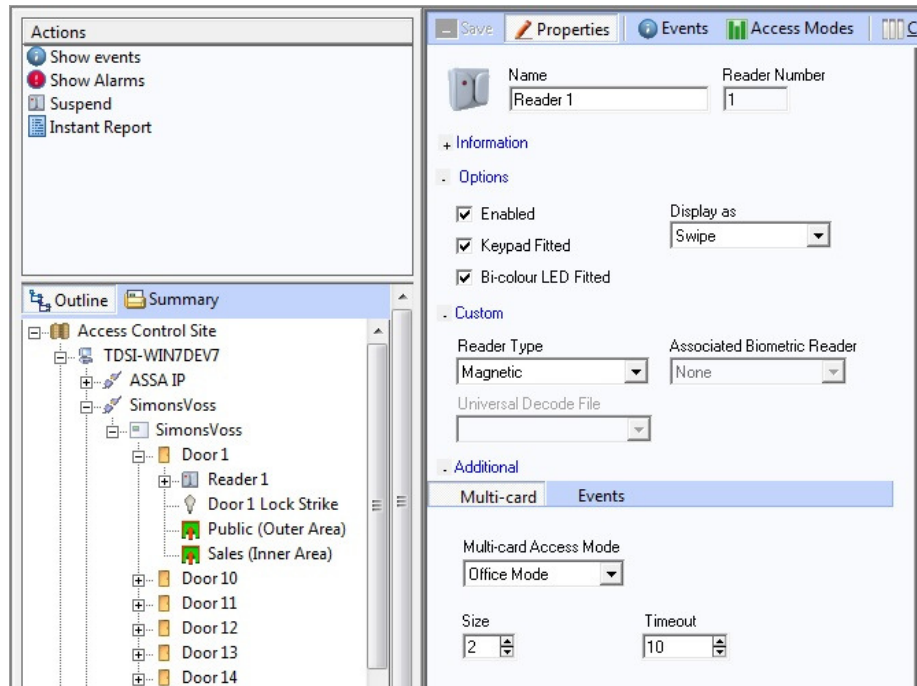 Actions
Show events
Show Alarms
Suspend
Instant Report
Outline Summary
Access Control Site
TDSI-WIN7DEV7
ASSA IP
SimonsVoss
SimonsVoss
Door 1
Reader 1
Door 1 Lock Strike
Public (Outer Area)
Sales (Inner Area)
Door 10
Door 11
Door 12
Door 13
Door 14
Save Properties Events Access Modes
Name Reader Number
Reader 1 1
+ Information
- Options
Enabled Display as
Keypad Fitted Swipe
Bi-colour LED Fitted
- Custom
Reader Type Associated Biometric Reader
Magnetic None
Universal Decode File
- Additional
Multi-card Events
Multi-card Access Mode
Office Mode
Size Timeout
2 10